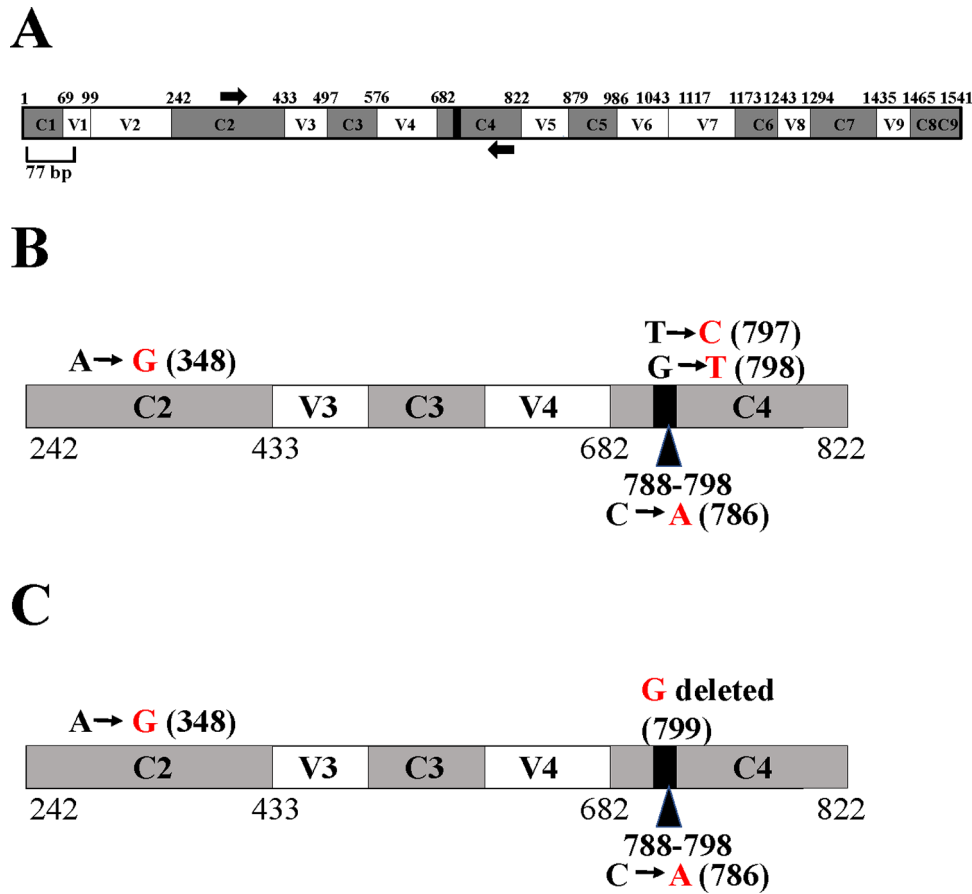 A
1 69 99 242 433 497 576 682 822 879 986 1043 1117 1173 1243 1294 1435 1465 1541
C1 V1 V2 C2 V3 C3 V4 C4 V5 C5 V6 V7 C6 V8 C7 V9 C8 C9
77 bp
B
T→C (797)
A→G (348) G→T (798)
C2 V3 C3 V4 C4
242 433 682 822
788-798
C→A (786)
C
G deleted
A→G (348) (799)
C2 V3 C3 V4 C4
242 433 682 822
788-798
C→A (786)